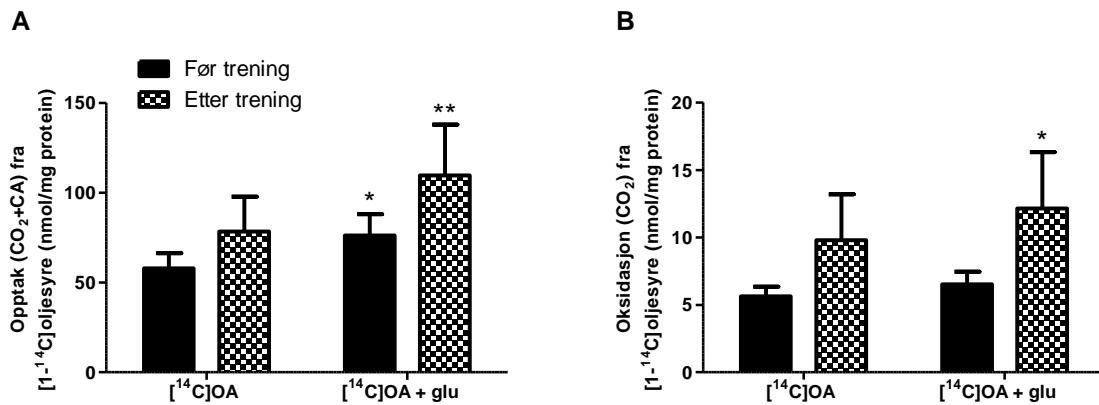 A
Før trening
Etter trening
Opptak (CO₂+CA) fra
[1-¹⁴C]oljesyre (nmol/mg protein)
150
100
50
0
*
**
[¹⁴C]OA
[¹⁴C]OA + glu
B
Oksidasjon (CO₂) fra
[1-¹⁴C]oljesyre (nmol/mg protein)
20
15
10
5
0
*
[¹⁴C]OA
[¹⁴C]OA + glu